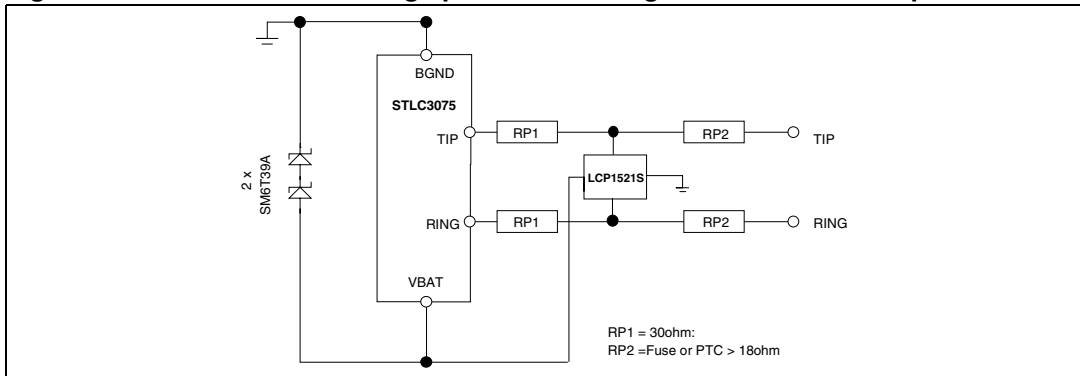 BGND
STLC3075
TIP
RP1
RP2
TIP
2 x
SM6T39A
LCP1521S
RING
RP1
RP2
RING
VBAT
RP1 = 30ohm:
RP2 =Fuse or PTC > 18ohm